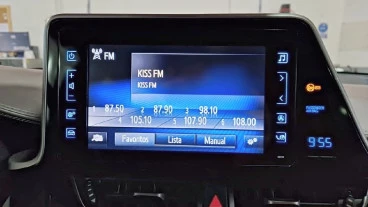 FM
KISS FM
KISS FM
1 87.50 2 87.90 3 98.10
4 105.10 5 107.90 6 108.00
Favoritos Lista Manual
PASSENGER
9:55